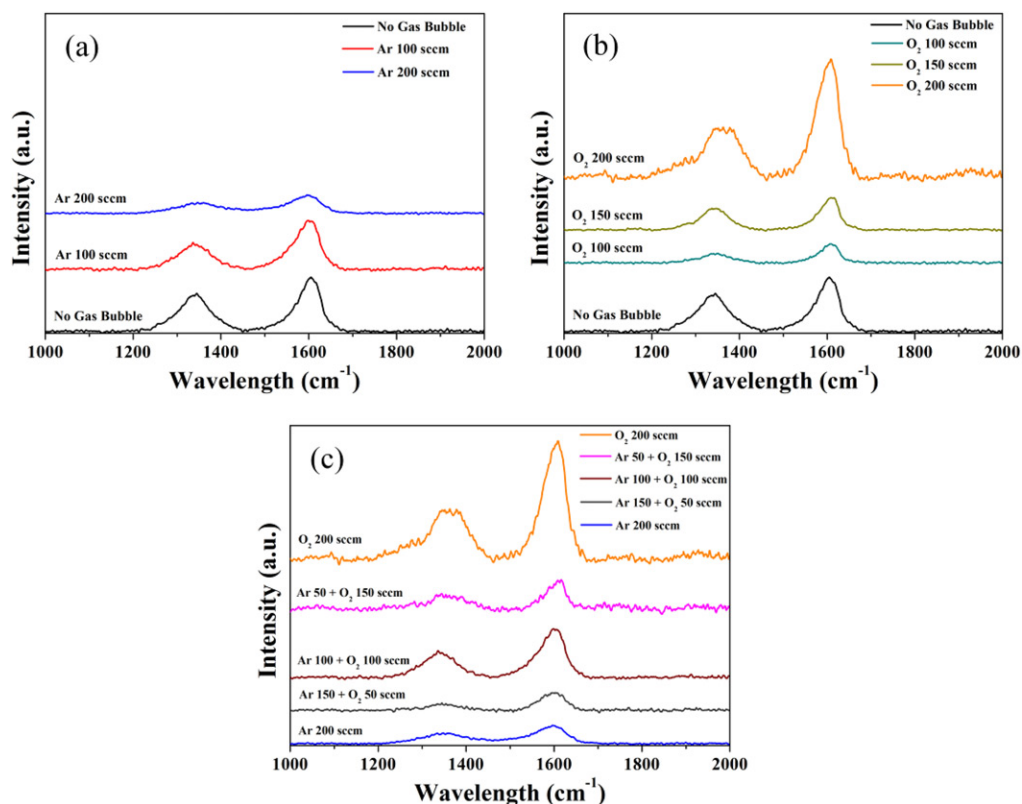 (a)
No Gas Bubble
Ar 100 sccm
Ar 200 sccm
Ar 200 sccm
Ar 100 sccm
No Gas Bubble
Intensity (a.u.)
1000 1200 1400 1600 1800 2000
Wavelength (cm⁻¹)
(b)
No Gas Bubble
O₂ 100 sccm
O₂ 150 sccm
O₂ 200 sccm
O₂ 200 sccm
O₂ 150 sccm
O₂ 100 sccm
No Gas Bubble
Intensity (a.u.)
1000 1200 1400 1600 1800 2000
Wavelength (cm⁻¹)
(c)
O₂ 200 sccm
Ar 50 + O₂ 150 sccm
Ar 100 + O₂ 100 sccm
Ar 150 + O₂ 50 sccm
Ar 200 sccm
O₂ 200 sccm
Ar 50 + O₂ 150 sccm
Ar 100 + O₂ 100 sccm
Ar 150 + O₂ 50 sccm
Ar 200 sccm
Intensity (a.u.)
1000 1200 1400 1600 1800 2000
Wavelength (cm⁻¹)